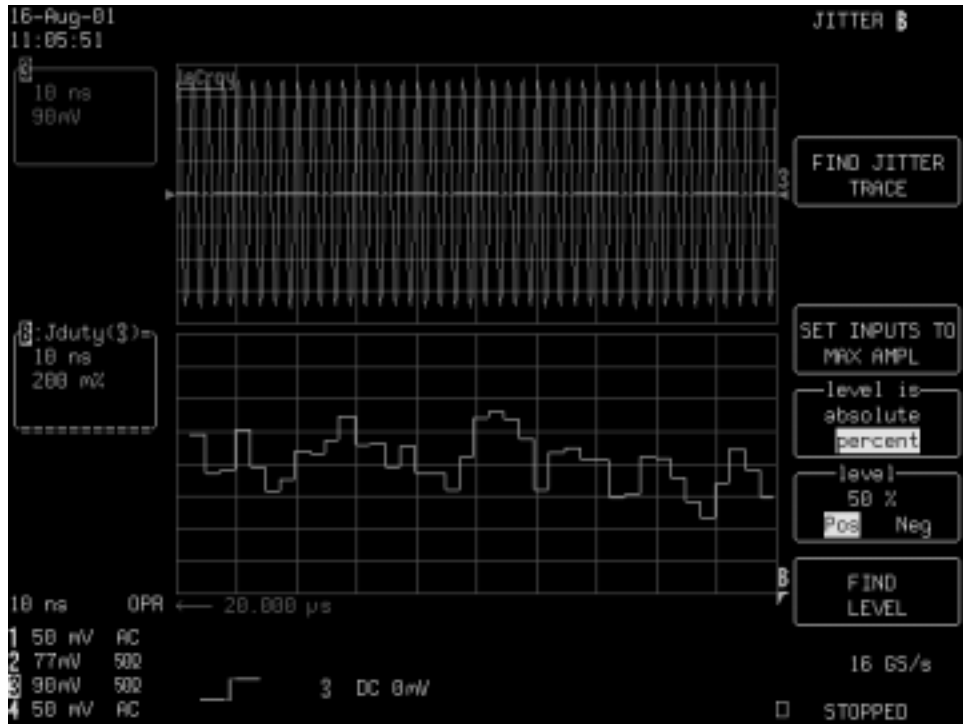 16-Aug-01
11:05:51
JITTER B
3
10 ns
90mV
LeCroy
3
FIND JITTER
TRACE
B:Jduty(3)=
10 ns
200 m%
SET INPUTS TO
MAX AMPL
level is
absolute
percent
level
50 %
Pos Neg
B
FIND
LEVEL
10 ns OPR ← 20.000 µs
1 50 mV AC
2 77mV 50Ω
3 90mV 50Ω
4 50 mV AC
3 DC 0mV
16 GS/s
STOPPED